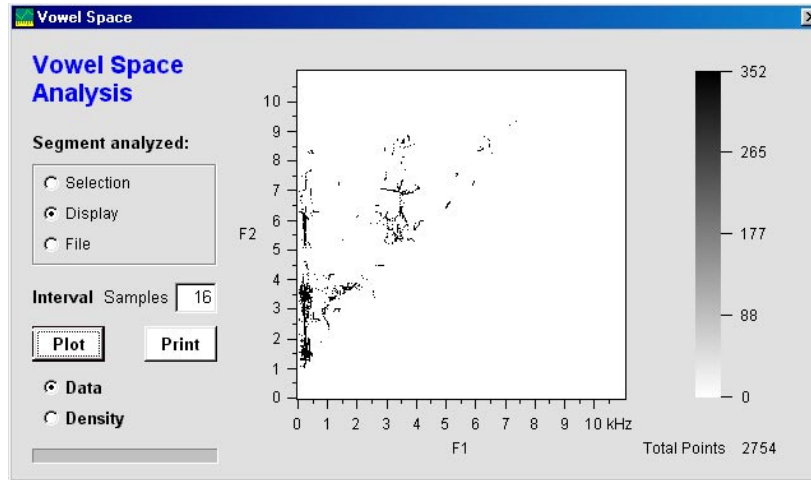 Vowel Space
Vowel Space
Analysis
Segment analyzed:
Selection
Display
File
Interval Samples 16
Plot Print
Data
Density
F2
10
9
8
7
6
5
4
3
2
1
0
0 1 2 3 4 5 6 7 8 9 10 kHz
F1
352
265
177
88
0
Total Points 2754